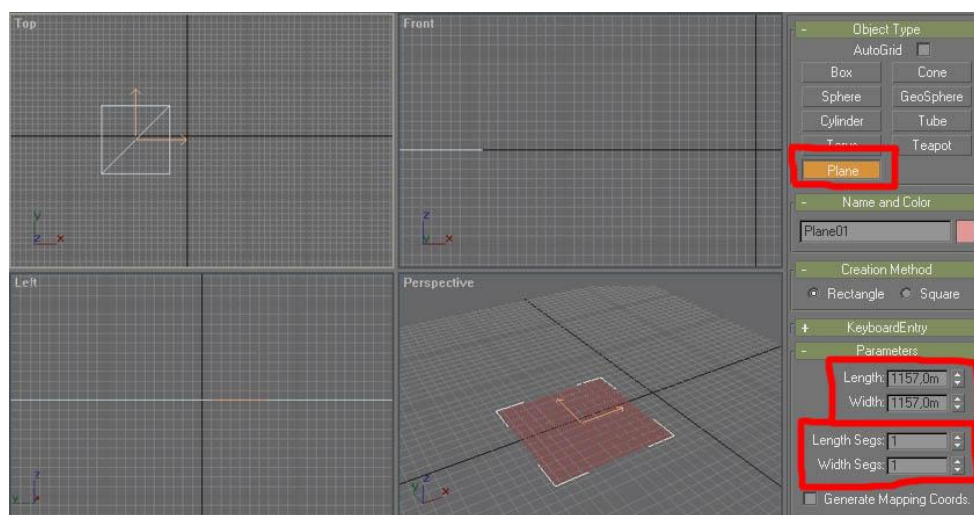 Top
Front
Object Type
AutoGrid
Box
Cone
Sphere
GeoSphere
Cylinder
Tube
Torus
Teapot
Plane
Name and Color
Plane01
Creation Method
Rectangle
Square
KeyboardEntry
Parameters
Length: 1157,0m
Width: 1157,0m
Length Segs: 1
Width Segs: 1
Generate Mapping Coords.
y
z x
z
y x
Left
Perspective
z
y x
z
y x